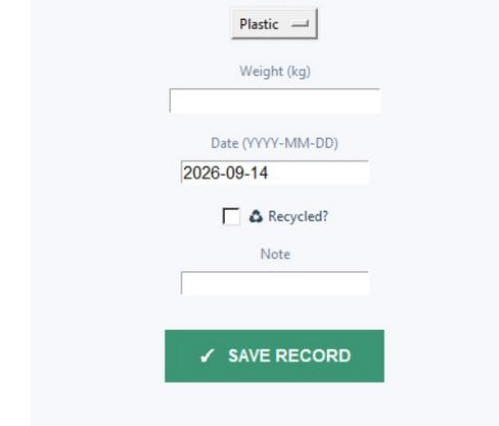 Plastic
Weight (kg)
Date (YYYY-MM-DD)
2026-09-14
♻ Recycled?
Note
✓ SAVE RECORD